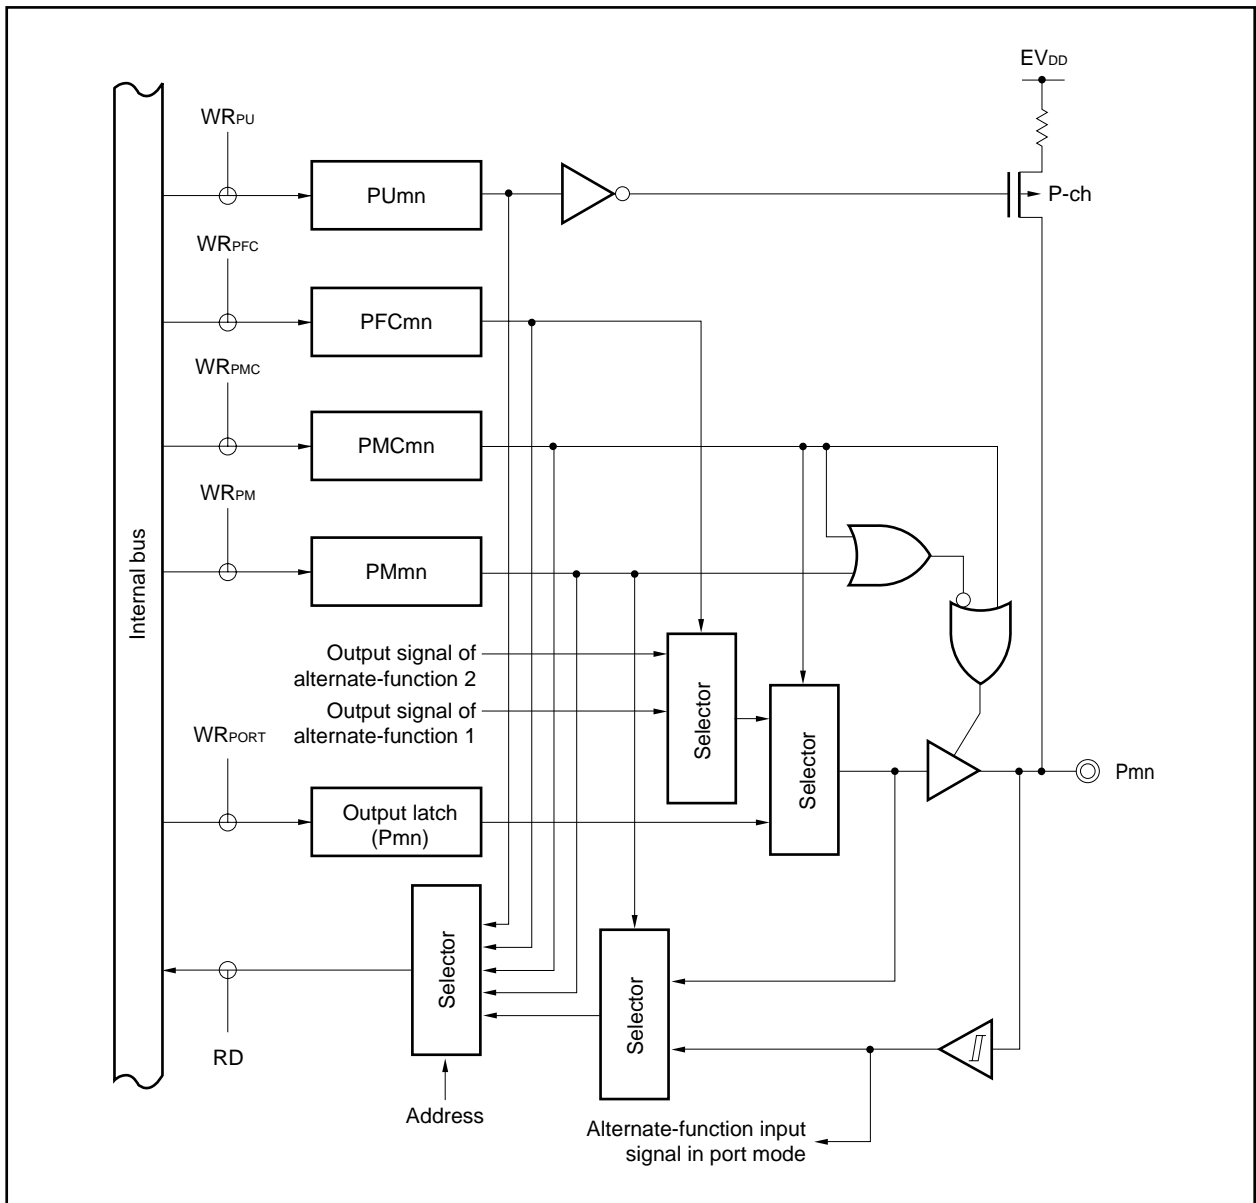 EVDD
WRPU
PUmn
P-ch
WRPFC
PFCmn
WRPMC
PMCmn
WRPM
PMmn
Internal bus
Output signal of
alternate-function 2
Output signal of
alternate-function 1
Selector
Selector
WRPORT
Output latch
(Pmn)
Pmn
Selector
Selector
RD
Address
Alternate-function input
signal in port mode